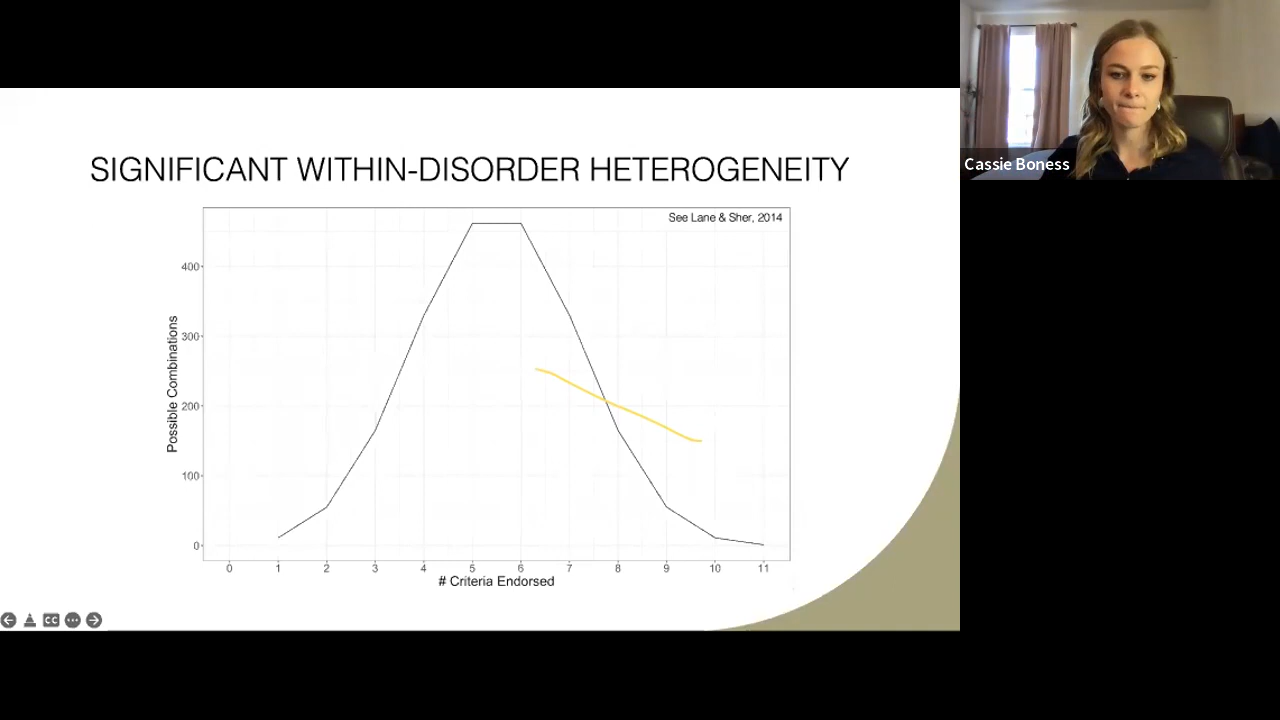 Cassie Boness
SIGNIFICANT WITHIN-DISORDER HETEROGENEITY
See Lane & Sher, 2014
Possible Combinations
400
300
200
100
0
0 1 2 3 4 5 6 7 8 9 10 11
# Criteria Endorsed
CC